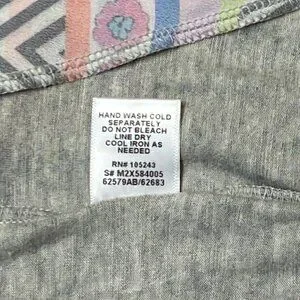 HAND WASH COLD
SEPARATELY
DO NOT BLEACH
LINE DRY
COOL IRON AS
NEEDED
RN# 105243
S# M2X584005
62579AB/62683